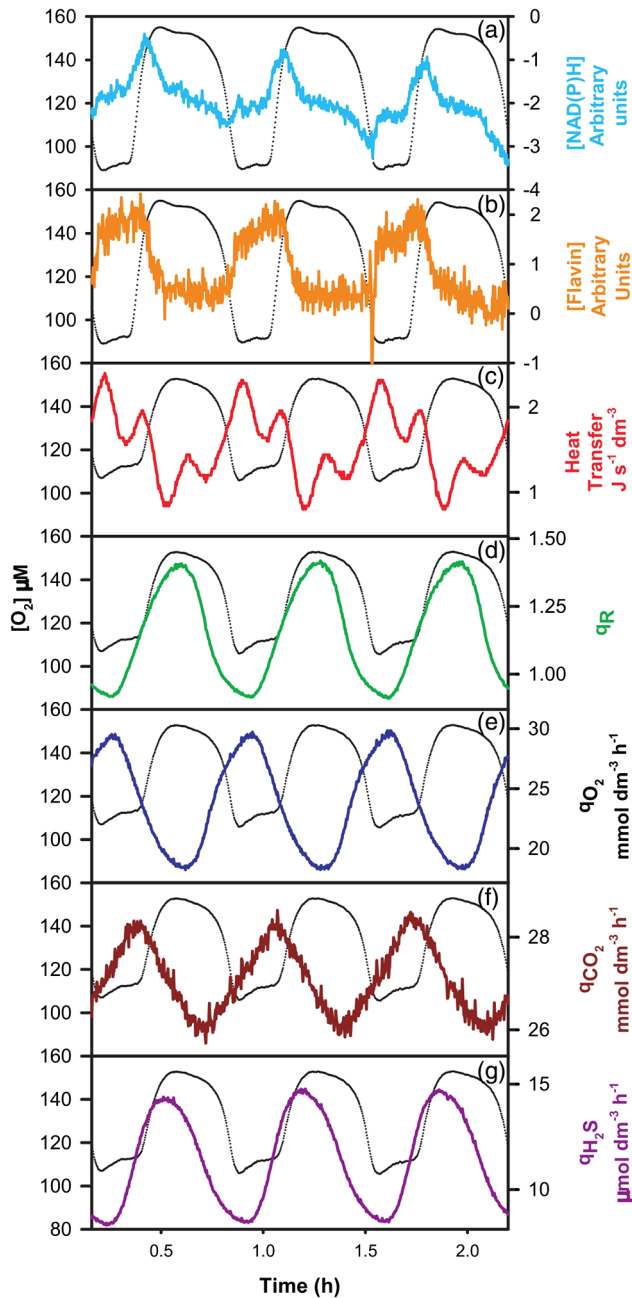 160
140
120
100
(a)
0
-1
-2
-3
-4
[NAD(P)H]
Arbitrary
units
160
140
120
100
(b)
2
1
0
-1
[Flavin]
Arbitrary
Units
160
140
120
100
(c)
2
1
Heat
Transfer
J s⁻¹ dm⁻³
160
140
120
100
(d)
1.50
1.25
1.00
qR
[O₂] µM
160
140
120
100
(e)
30
25
20
qO₂
mmol dm⁻³ h⁻¹
160
140
120
100
(f)
28
26
qCO₂
mmol dm⁻³ h⁻¹
160
140
120
100
80
(g)
15
10
qH₂S
µmol dm⁻³ h⁻¹
0.5
1.0
1.5
2.0
Time (h)